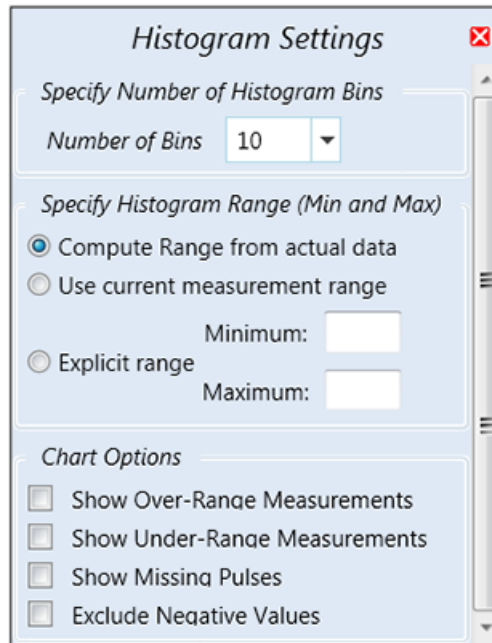 Histogram Settings
Specify Number of Histogram Bins
Number of Bins 10
Specify Histogram Range (Min and Max)
Compute Range from actual data
Use current measurement range
Minimum:
Explicit range
Maximum:
Chart Options
Show Over-Range Measurements
Show Under-Range Measurements
Show Missing Pulses
Exclude Negative Values